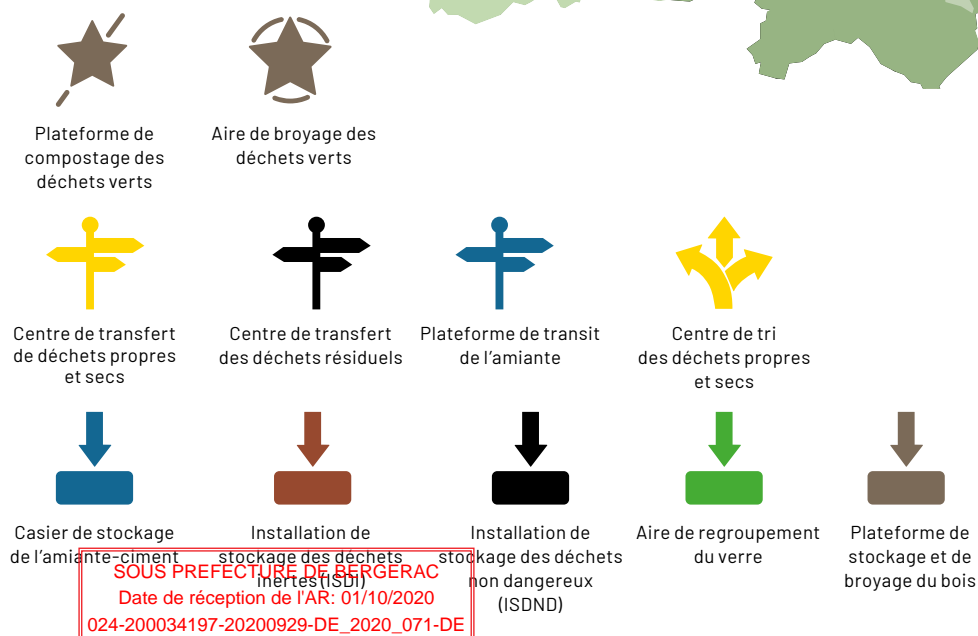 Plateforme de
compostage des
déchets verts
Aire de broyage des
déchets verts
Centre de transfert
de déchets propres
et secs
Centre de transfert
des déchets résiduels
Plateforme de transit
de l'amiante
Centre de tri
des déchets propres
et secs
Casier de stockage
de l'amiante-ciment
Installation de
stockage des déchets
inertes (ISDI)
Installation de
stockage des déchets
non dangereux
(ISDND)
Aire de regroupement
du verre
Plateforme de
stockage et de
broyage du bois
SOUS PREFECTURE DE BERGERAC
Date de réception de l'AR: 01/10/2020
024-200034197-20200929-DE_2020_071-DE